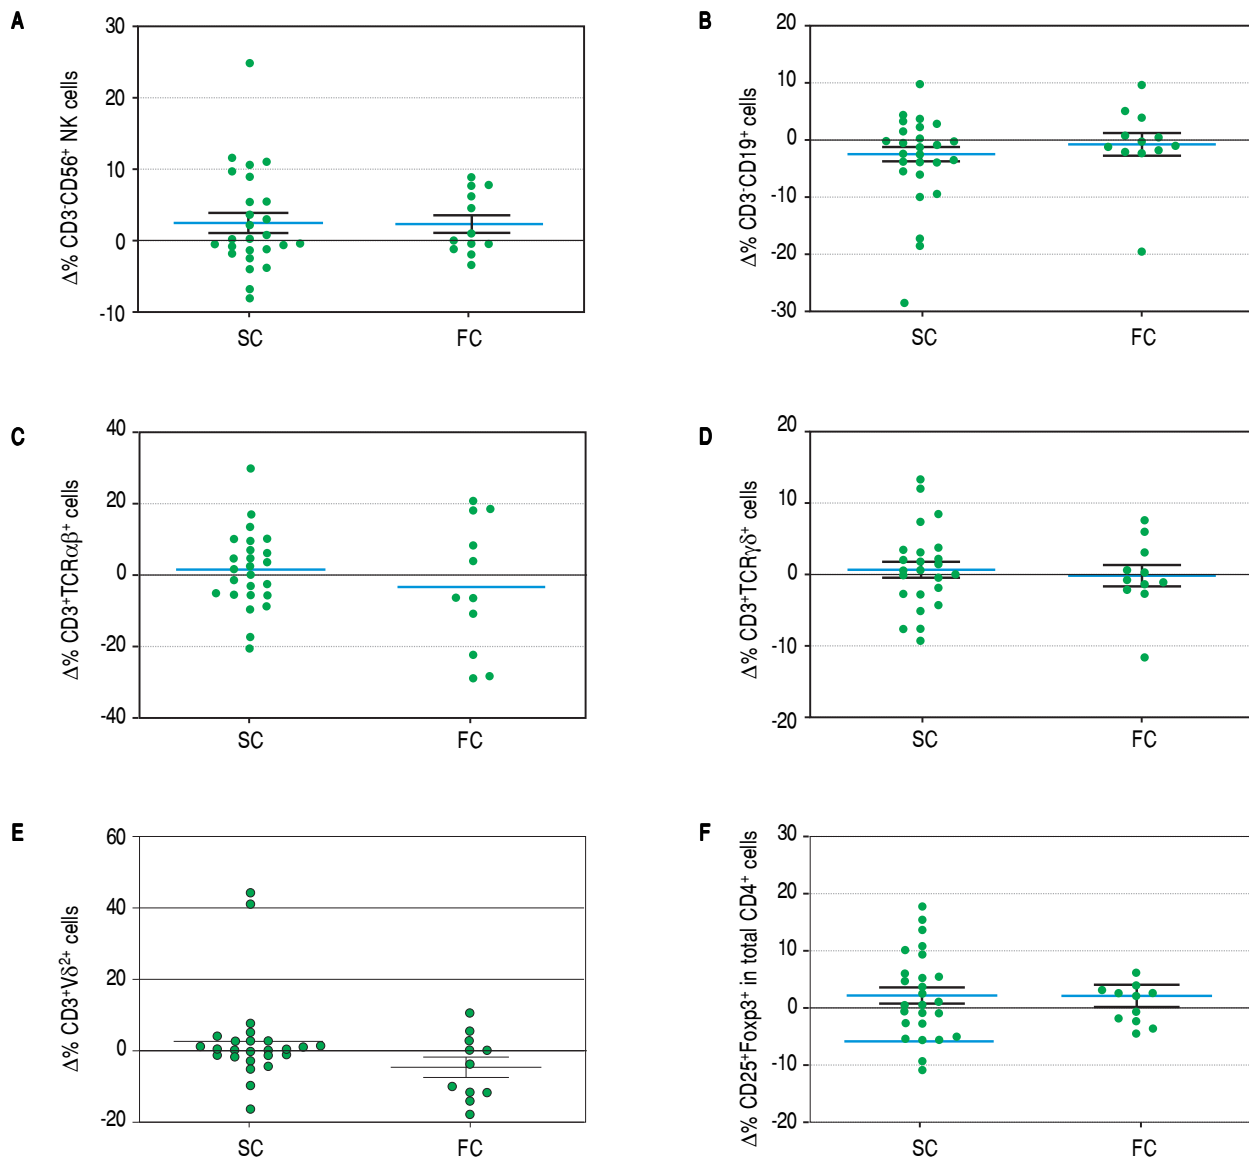 A
Δ% CD3⁻CD56⁺ NK cells
30
20
10
0
-10
SC
FC
B
Δ% CD3⁻CD19⁺ cells
20
10
0
-10
-20
-30
SC
FC
C
Δ% CD3⁺TCRαβ⁺ cells
40
20
0
-20
-40
SC
FC
D
Δ% CD3⁺TCRγδ⁺ cells
20
10
0
-10
-20
SC
FC
E
Δ% CD3⁺Vδ²⁺ cells
60
40
20
0
-20
SC
FC
F
Δ% CD25⁺Foxp3⁺ in total CD4⁺ cells
30
20
10
0
-10
-20
SC
FC